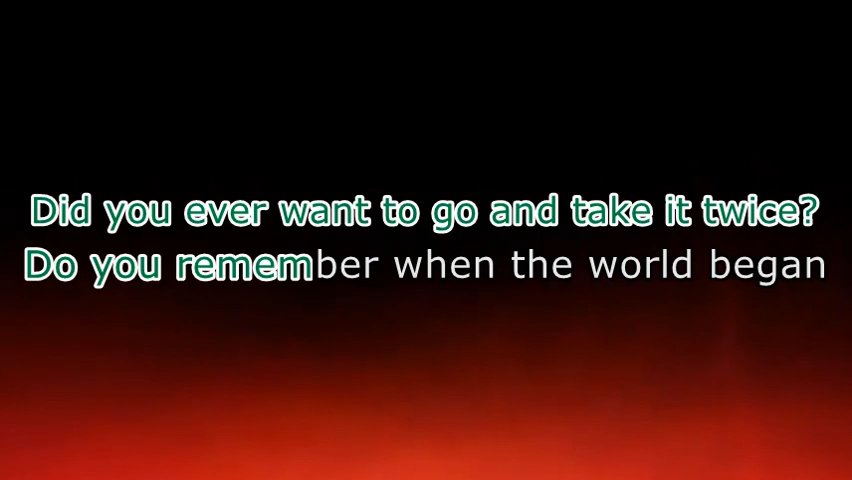 Did you ever want to go and take it twice?
Do you remember when the world began